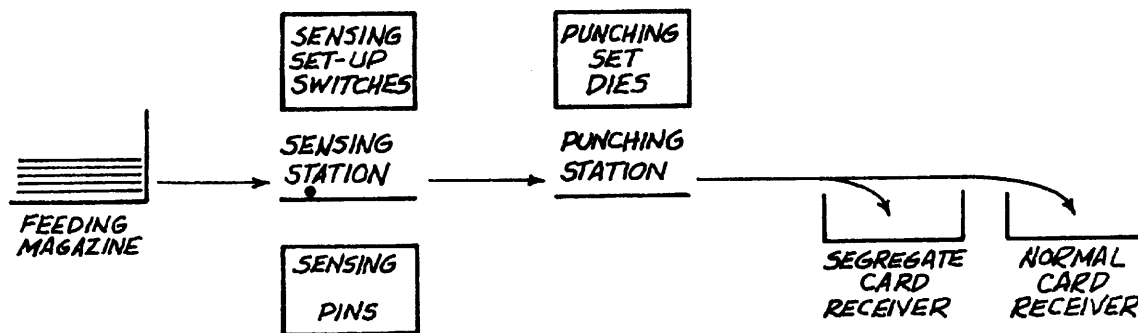 SENSING
SET-UP
SWITCHES
PUNCHING
SET
DIES
SENSING
STATION
PUNCHING
STATION
FEEDING
MAGAZINE
SENSING
PINS
SEGREGATE
CARD
RECEIVER
NORMAL
CARD
RECEIVER